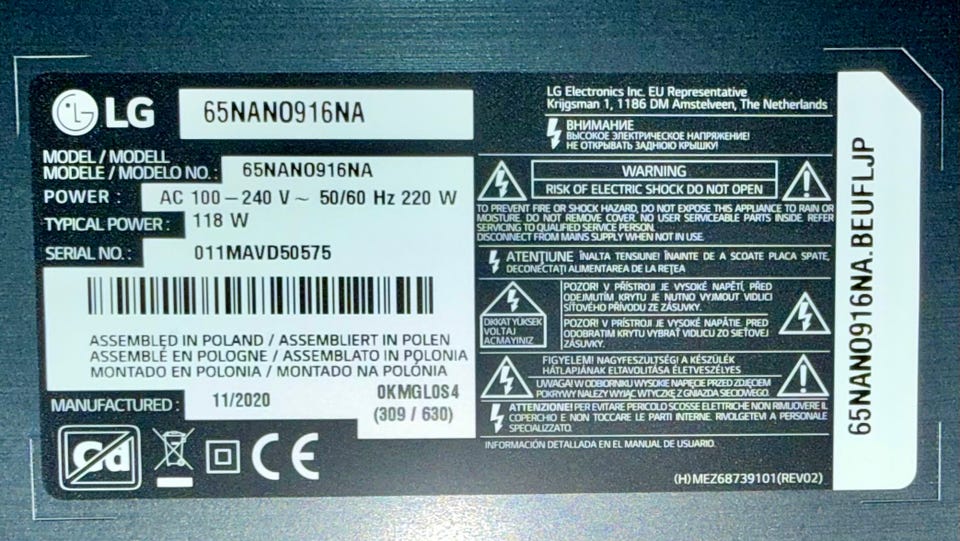 LG
65NANO916NA
MODEL / MODELL
MODELE / MODELO NO.:
65NANO916NA
POWER :
AC 100 – 240 V ~ 50/60 Hz 220 W
TYPICAL POWER :
118 W
SERIAL NO. :
011MAVD50575
ASSEMBLED IN POLAND / ASSEMBLIERT IN POLEN
ASSEMBLÉ EN POLOGNE / ASSEMBLATO IN POLONIA
MONTADO EN POLONIA / MONTADO NA POLÓNIA
MANUFACTURED :
11/2020
0KMGL0S4
(309 / 630)
Cd
CE
LG Electronics Inc. EU Representative
Krijgsman 1, 1186 DM Amstelveen, The Netherlands
ВНИМАНИЕ
ВЫСОКОЕ ЭЛЕКТРИЧЕСКОЕ НАПРЯЖЕНИЕ!
НЕ ОТКРЫВАТЬ ЗАДНЮЮ КРЫШКУ!
WARNING
RISK OF ELECTRIC SHOCK DO NOT OPEN
TO PREVENT FIRE OR SHOCK HAZARD, DO NOT EXPOSE THIS APPLIANCE TO RAIN OR
MOISTURE. DO NOT REMOVE COVER. NO USER SERVICEABLE PARTS INSIDE. REFER
SERVICING TO QUALIFIED SERVICE PERSON.
DISCONNECT FROM MAINS SUPPLY WHEN NOT IN USE.
ATENȚIUNE ÎNALTA TENSIUNE! ÎNAINTE DE A SCOATE PLACA SPATE,
DECONECTAȚI ALIMENTAREA DE LA REȚEA
DIKKAT YUKSEK
VOLTAJ
ACMAYINIZ
POZOR! V PŘÍSTROJI JE VYSOKÉ NAPĚTÍ, PŘED
ODEJMUTÍM KRYTU JE NUTNO VYJMOUT VIDLICI
SÍŤOVÉHO PŘÍVODU ZE ZÁSUVKY.
POZOR! V PRÍSTROJI JE VYSOKÉ NAPÄTIE. PRED
ODOBRATIM KRYTU VYBRAŤ VIDLICU ZO SIEŤOVEJ
ZÁSUVKY.
FIGYELEM! NAGYFESZULTSÉG! A KÉSZÜLÉK
HÁTLAPJÁNAK ELTAVOLÍTÁSA ÉLETVESZÉLYES
UWAGA! W ODBIORNIKU WYSOKIE NAPIĘCIE PRZED ZDJĘCIEM
POKRYWY NALEŻY WYJĄĆ WTYCZKĘ Z GNIAZDA SIECIOWEGO.
ATTENZIONE! PER EVITARE PERICOLO SCOSSE ELETTRICHE NON RIMUOVERE IL
COPERCHIO E NON TOCCARE LE PARTI INTERNE. RIVOLGETEVI A PERSONALE
SPECIALIZZATO.
INFORMACIÓN DETALLADA EN EL MANUAL DE USUARIO.
(H) MEZ68739101(REV02)
65NANO916NA.BEUFLJP